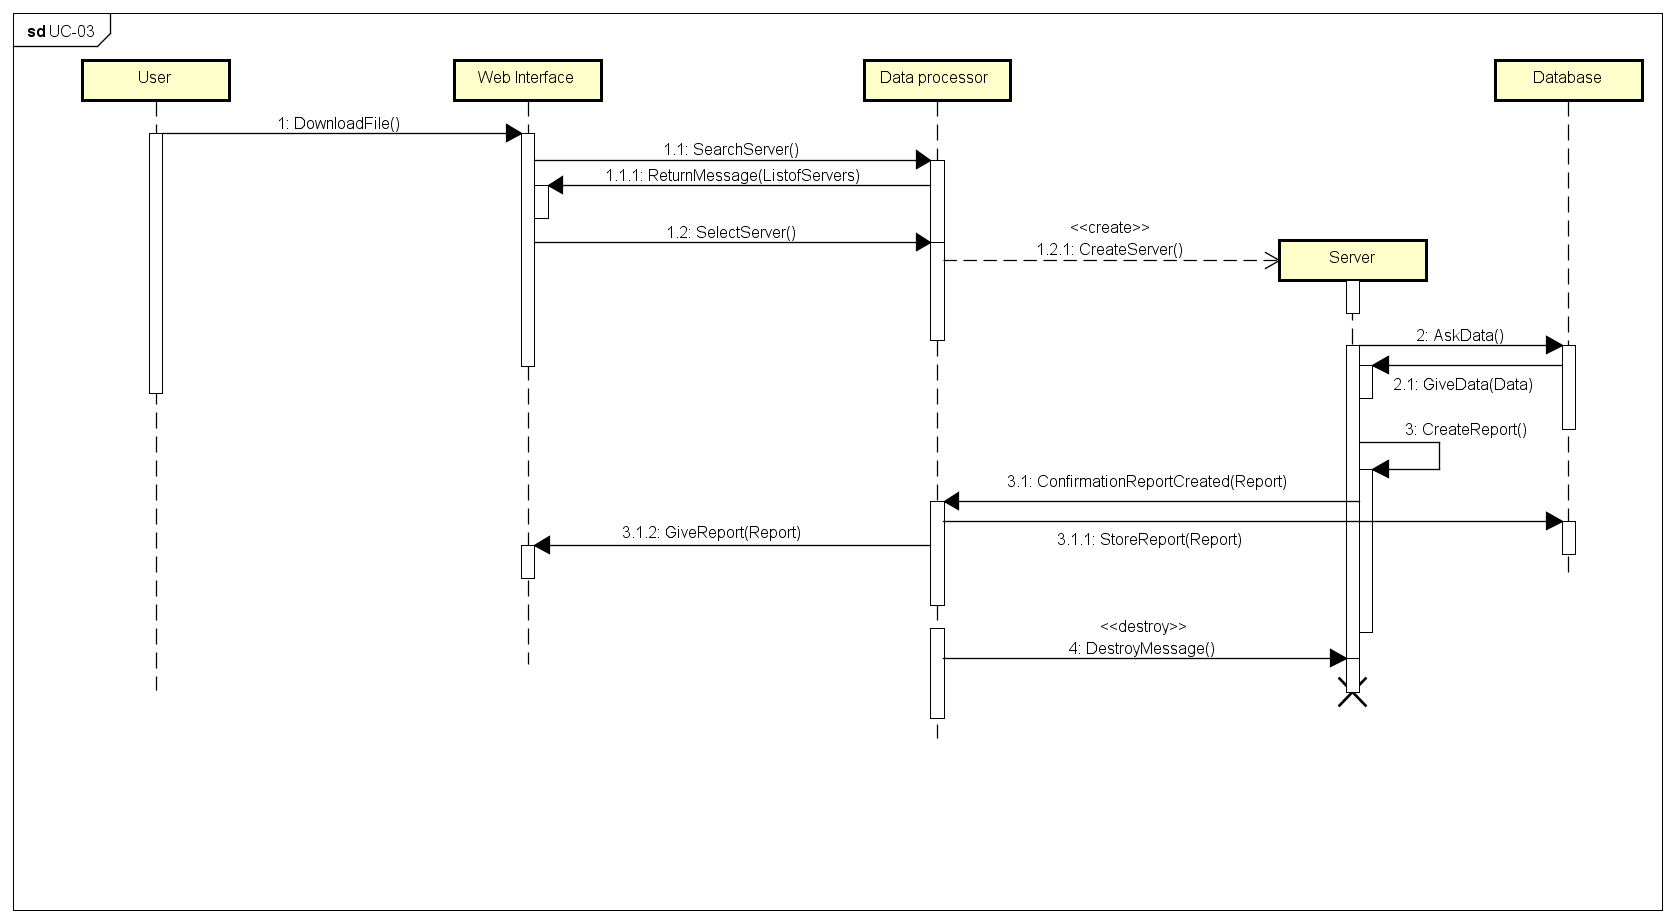 sd UC-03
User
Web Interface
Data processor
Database
1: DownloadFile()
1.1: SearchServer()
1.1.1: ReturnMessage(ListofServers)
1.2: SelectServer()
<<create>>
1.2.1: CreateServer()
Server
2: AskData()
2.1: GiveData(Data)
3: CreateReport()
3.1: ConfirmationReportCreated(Report)
3.1.2: GiveReport(Report)
3.1.1: StoreReport(Report)
<<destroy>>
4: DestroyMessage()